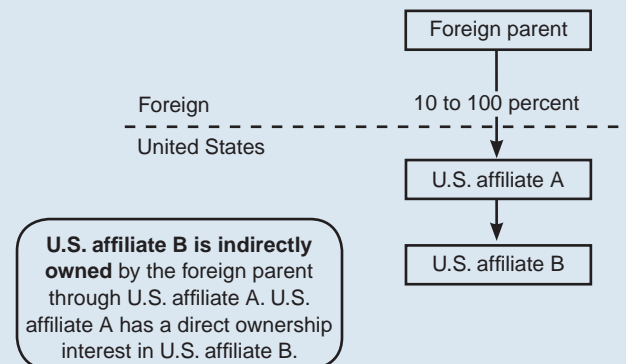 Foreign parent
Foreign
10 to 100 percent
United States
U.S. affiliate A
U.S. affiliate B
U.S. affiliate B is indirectly
owned by the foreign parent
through U.S. affiliate A. U.S.
affiliate A has a direct ownership
interest in U.S. affiliate B.